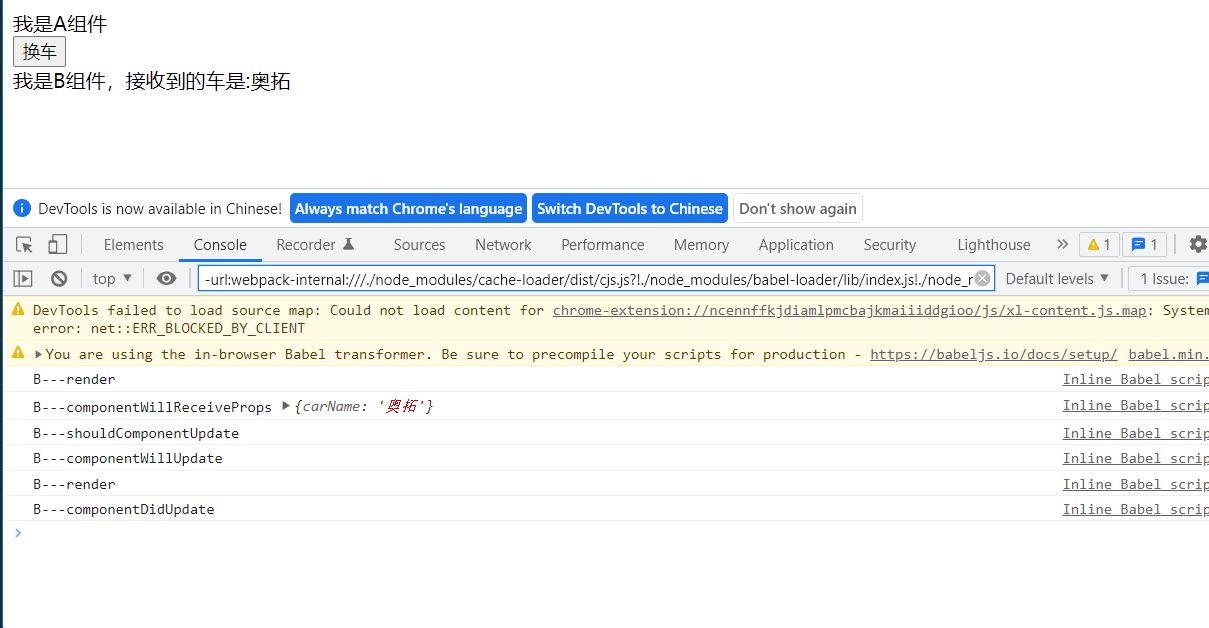 我是A组件
换车
我是B组件，接收到的车是:奥拓
DevTools is now available in Chinese! Always match Chrome's language Switch DevTools to Chinese Don't show again
Elements Console Recorder Sources Network Performance Memory Application Security Lighthouse » 1 1
top ▼ -url:webpack-internal:///./node_modules/cache-loader/dist/cjs.js?!./node_modules/babel-loader/lib/index.js!./node_r Default levels ▼ 1 Issue:
DevTools failed to load source map: Could not load content for chrome-extension://ncennffkjdiamlpmcbajkmaiiiddgioo/js/xl-content.js.map: System
error: net::ERR_BLOCKED_BY_CLIENT
You are using the in-browser Babel transformer. Be sure to precompile your scripts for production - https://babeljs.io/docs/setup/ babel.min.
B---render Inline Babel scrip
B---componentWillReceiveProps {carName: '奥拓'} Inline Babel scrip
B---shouldComponentUpdate Inline Babel scrip
B---componentWillUpdate Inline Babel scrip
B---render Inline Babel scrip
B---componentDidUpdate Inline Babel scrip